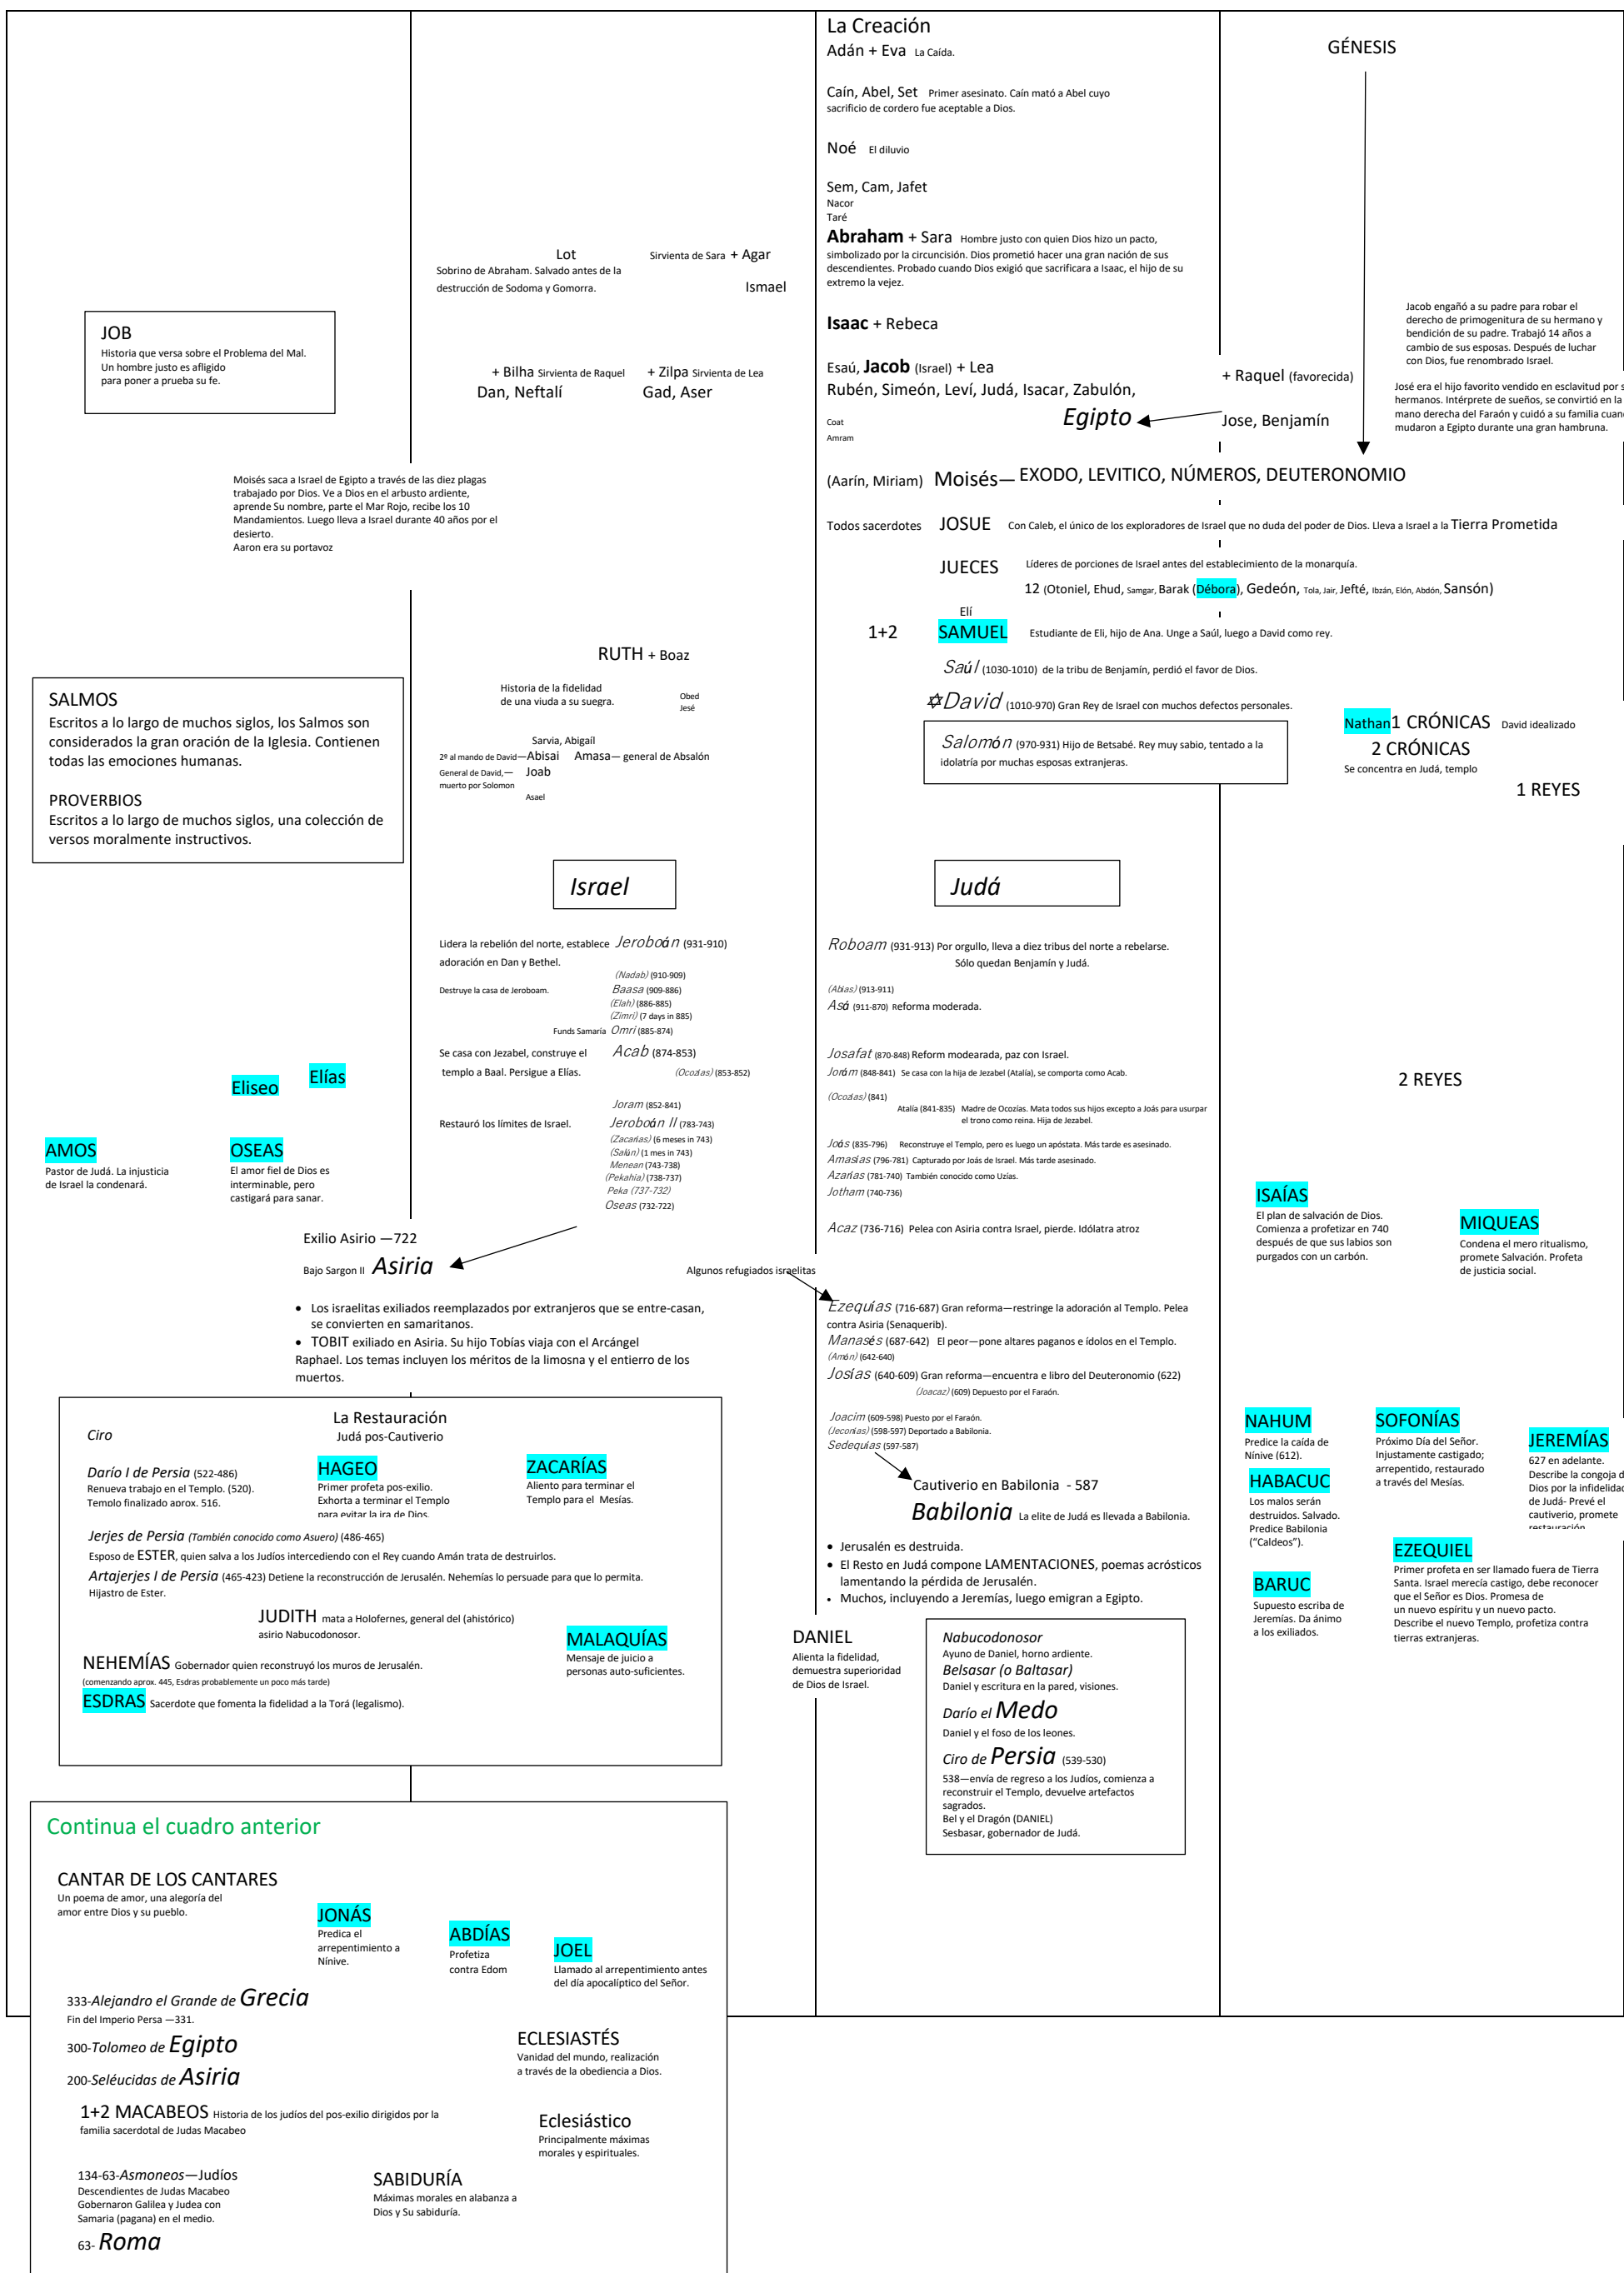 La Creación
Adán + Eva La Caída.
GÉNESIS
Caín, Abel, Set Primer asesinato. Caín mató a Abel cuyo
sacrificio de cordero fue aceptable a Dios.
Noé El diluvio
Sem, Cam, Jafet
Nacor
Taré
Abraham + Sara Hombre justo con quien Dios hizo un pacto,
simbolizado por la circuncisión. Dios prometió hacer una gran nación de sus
descendientes. Probado cuando Dios exigió que sacrificara a Isaac, el hijo de su
extremo la vejez.
Lot
Sobrino de Abraham. Salvado antes de la
destrucción de Sodoma y Gomorra.
Sirvienta de Sara + Agar
Ismael
JOB
Historia que versa sobre el Problema del Mal.
Un hombre justo es afligido
para poner a prueba su fe.
Isaac + Rebeca
Jacob engañó a su padre para robar el
derecho de primogenitura de su hermano y
bendición de su padre. Trabajó 14 años a
cambio de sus esposas. Después de luchar
con Dios, fue renombrado Israel.
+ Bilha Sirvienta de Raquel
Dan, Neftalí
+ Zilpa Sirvienta de Lea
Gad, Aser
Esaú, Jacob (Israel) + Lea
Rubén, Simeón, Leví, Judá, Isacar, Zabulón,
+ Raquel (favorecida)
Jose, Benjamín
José era el hijo favorito vendido en esclavitud por s
hermanos. Intérprete de sueños, se convirtió en la
mano derecha del Faraón y cuidó a su familia cuan
mudaron a Egipto durante una gran hambruna.
Egipto
Coat
Amram
Moisés saca a Israel de Egipto a través de las diez plagas
trabajado por Dios. Ve a Dios en el arbusto ardiente,
aprende Su nombre, parte el Mar Rojo, recibe los 10
Mandamientos. Luego lleva a Israel durante 40 años por el
desierto.
Aaron era su portavoz
(Aarín, Miriam) Moisés— EXODO, LEVITICO, NÚMEROS, DEUTERONOMIO
Todos sacerdotes JOSUE Con Caleb, el único de los exploradores de Israel que no duda del poder de Dios. Lleva a Israel a la Tierra Prometida
JUECES Líderes de porciones de Israel antes del establecimiento de la monarquía.
12 (Otoniel, Ehud, Samgar, Barak (Débora), Gedeón, Tola, Jair, Jefté, Ibzán, Elón, Abdón, Sansón)
Elí
1+2 SAMUEL Estudiante de Eli, hijo de Ana. Unge a Saúl, luego a David como rey.
RUTH + Boaz
Historia de la fidelidad
de una viuda a su suegra.
Obed
Jesé
Saúl (1030-1010) de la tribu de Benjamín, perdió el favor de Dios.
✡David (1010-970) Gran Rey de Israel con muchos defectos personales.
Salomón (970-931) Hijo de Betsabé. Rey muy sabio, tentado a la
idolatría por muchas esposas extranjeras.
Nathan1 CRÓNICAS David idealizado
2 CRÓNICAS
Se concentra en Judá, templo
1 REYES
SALMOS
Escritos a lo largo de muchos siglos, los Salmos son
considerados la gran oración de la Iglesia. Contienen
todas las emociones humanas.
PROVERBIOS
Escritos a lo largo de muchos siglos, una colección de
versos moralmente instructivos.
Sarvia, Abigaíl
2º al mando de David—Abisai Amasa— general de Absalón
General de David,— Joab
muerto por Solomon
Asael
Israel
Judá
Lidera la rebelión del norte, establece Jeroboán (931-910)
adoración en Dan y Bethel.
(Nadab) (910-909)
Destruye la casa de Jeroboam. Baasa (909-886)
(Elah) (886-885)
(Zimri) (7 days in 885)
Funds Samaría Omri (885-874)
Se casa con Jezabel, construye el Acab (874-853)
templo a Baal. Persigue a Elías. (Ocozías) (853-852)
Joram (852-841)
Restauró los límites de Israel. Jeroboán II (783-743)
(Zacarías) (6 meses in 743)
(Salún) (1 mes in 743)
Menean (743-738)
(Pekahia) (738-737)
Peka (737-732)
Oseas (732-722)
Roboam (931-913) Por orgullo, lleva a diez tribus del norte a rebelarse.
Sólo quedan Benjamín y Judá.
(Abías) (913-911)
Asá (911-870) Reforma moderada.
Josafat (870-848) Reform modearada, paz con Israel.
Jorám (848-841) Se casa con la hija de Jezabel (Atalía), se comporta como Acab.
(Ocozías) (841)
Atalía (841-835) Madre de Ocozías. Mata todos sus hijos excepto a Joás para usurpar
el trono como reina. Hija de Jezabel.
Joás (835-796) Reconstruye el Templo, pero es luego un apóstata. Más tarde es asesinado.
Amasías (796-781) Capturado por Joás de Israel. Más tarde asesinado.
Azarías (781-740) También conocido como Uzías.
Jotham (740-736)
Acaz (736-716) Pelea con Asiria contra Israel, pierde. Idólatra atroz
2 REYES
Eliseo
Elías
AMOS
Pastor de Judá. La injusticia
de Israel la condenará.
OSEAS
El amor fiel de Dios es
interminable, pero
castigará para sanar.
ISAÍAS
El plan de salvación de Dios.
Comienza a profetizar en 740
después de que sus labios son
purgados con un carbón.
MIQUEAS
Condena el mero ritualismo,
promete Salvación. Profeta
de justicia social.
Exilio Asirio —722
Bajo Sargon II Asiria
Algunos refugiados israelitas
• Los israelitas exiliados reemplazados por extranjeros que se entre-casan,
se convierten en samaritanos.
• TOBIT exiliado en Asiria. Su hijo Tobías viaja con el Arcángel
Raphael. Los temas incluyen los méritos de la limosna y el entierro de los
muertos.
Ezequías (716-687) Gran reforma—restringe la adoración al Templo. Pelea
contra Asiria (Senaquerib).
Manasés (687-642) El peor—pone altares paganos e ídolos en el Templo.
(Amón) (642-640)
Josías (640-609) Gran reforma—encuentra e libro del Deuteronomio (622)
(Joacaz) (609) Depuesto por el Faraón.
Joacim (609-598) Puesto por el Faraón.
(Jeconías) (598-597) Deportado a Babilonia.
Sedequías (597-587)
Cautiverio en Babilonia - 587
Babilonia La elite de Judá es llevada a Babilonia.
• Jerusalén es destruida.
• El Resto en Judá compone LAMENTACIONES, poemas acrósticos
lamentando la pérdida de Jerusalén.
• Muchos, incluyendo a Jeremías, luego emigran a Egipto.
NAHUM
Predice la caída de
Nínive (612).
HABACUC
Los malos serán
destruidos. Salvado.
Predice Babilonia
(“Caldeos”).
SOFONÍAS
Próximo Día del Señor.
Injustamente castigado;
arrepentido, restaurado
a través del Mesías.
JEREMÍAS
627 en adelante.
Describe la congoja d
Dios por la infidelidad
de Judá- Prevé el
cautiverio, promete
restauración
EZEQUIEL
Primer profeta en ser llamado fuera de Tierra
Santa. Israel merecía castigo, debe reconocer
que el Señor es Dios. Promesa de
un nuevo espíritu y un nuevo pacto.
Describe el nuevo Templo, profetiza contra
tierras extranjeras.
BARUC
Supuesto escriba de
Jeremías. Da ánimo
a los exiliados.
La Restauración
Judá pos-Cautiverio
Ciro
Darío I de Persia (522-486)
Renueva trabajo en el Templo. (520).
Templo finalizado aprox. 516.
HAGEO
Primer profeta pos-exilio.
Exhorta a terminar el Templo
para evitar la ira de Dios.
ZACARÍAS
Aliento para terminar el
Templo para el Mesías.
Jerjes de Persia (También conocido como Asuero) (486-465)
Esposo de ESTER, quien salva a los Judíos intercediendo con el Rey cuando Amán trata de destruirlos.
Artajerjes I de Persia (465-423) Detiene la reconstrucción de Jerusalén. Nehemías lo persuade para que lo permita.
Hijastro de Ester.
JUDITH mata a Holofernes, general del (ahistórico)
asirio Nabucodonosor.
MALAQUÍAS
Mensaje de juicio a
personas auto-suficientes.
NEHEMÍAS Gobernador quien reconstruyó los muros de Jerusalén.
(comenzando aprox. 445, Esdras probablemente un poco más tarde)
ESDRAS Sacerdote que fomenta la fidelidad a la Torá (legalismo).
DANIEL
Alienta la fidelidad,
demuestra superioridad
de Dios de Israel.
Nabucodonosor
Ayuno de Daniel, horno ardiente.
Belsasar (o Baltasar)
Daniel y escritura en la pared, visiones.
Darío el Medo
Daniel y el foso de los leones.
Ciro de Persia (539-530)
538—envía de regreso a los Judíos, comienza a
reconstruir el Templo, devuelve artefactos
sagrados.
Bel y el Dragón (DANIEL)
Sesbasar, gobernador de Judá.
Continua el cuadro anterior
CANTAR DE LOS CANTARES
Un poema de amor, una alegoría del
amor entre Dios y su pueblo.
JONÁS
Predica el
arrepentimiento a
Nínive.
ABDÍAS
Profetiza
contra Edom
JOEL
Llamado al arrepentimiento antes
del día apocalíptico del Señor.
333-Alejandro el Grande de Grecia
Fin del Imperio Persa —331.
300-Tolomeo de Egipto
200-Seléucidas de Asiria
ECLESIASTÉS
Vanidad del mundo, realización
a través de la obediencia a Dios.
1+2 MACABEOS Historia de los judíos del pos-exilio dirigidos por la
familia sacerdotal de Judas Macabeo
Eclesiástico
Principalmente máximas
morales y espirituales.
134-63-Asmoneos—Judíos
Descendientes de Judas Macabeo
Gobernaron Galilea y Judea con
Samaria (pagana) en el medio.
SABIDURÍA
Máximas morales en alabanza a
Dios y Su sabiduría.
63- Roma